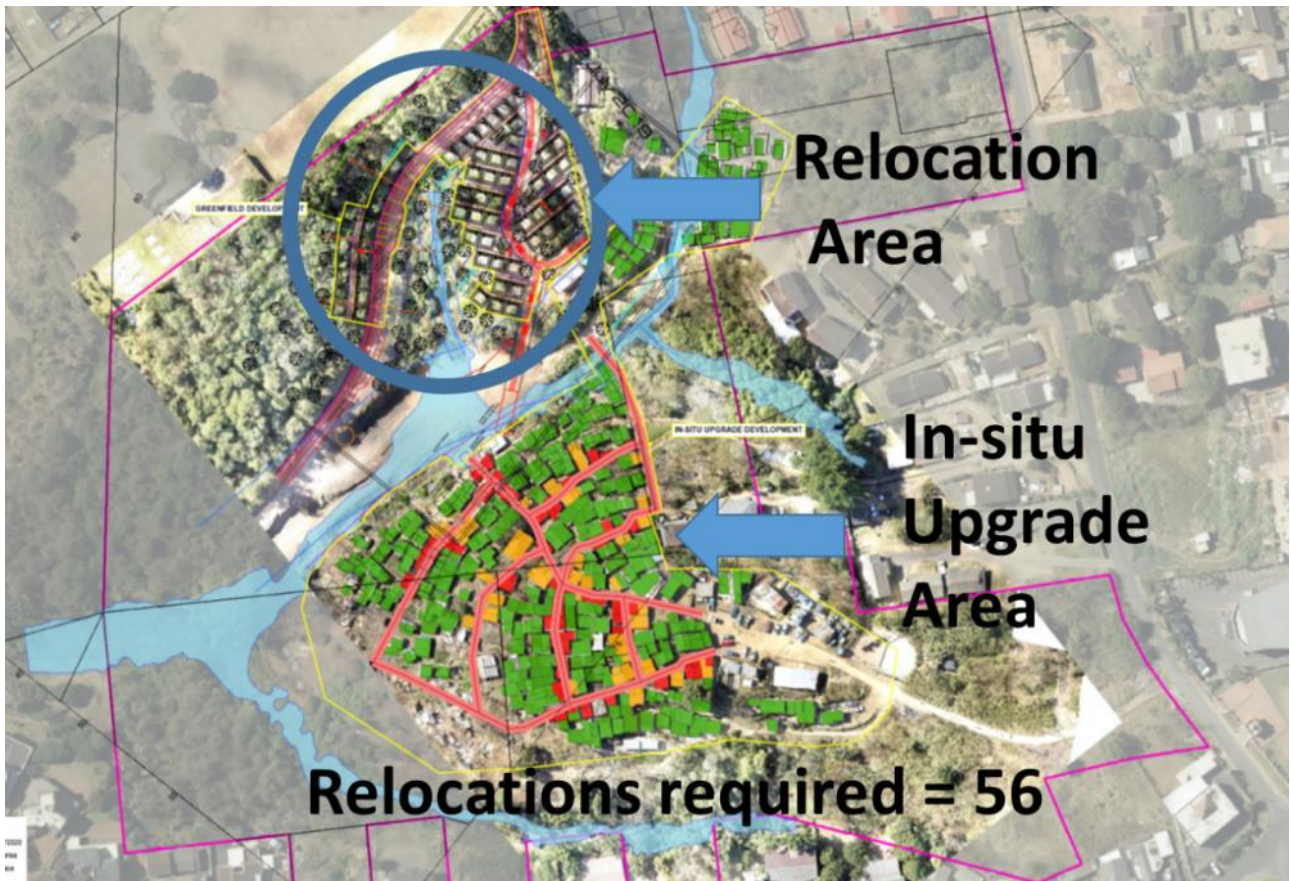 Relocation
Area
GREENFIELD DEVELOPMENT
IN-SITU UPGRADE DEVELOPMENT
In-situ
Upgrade
Area
Relocations required = 56